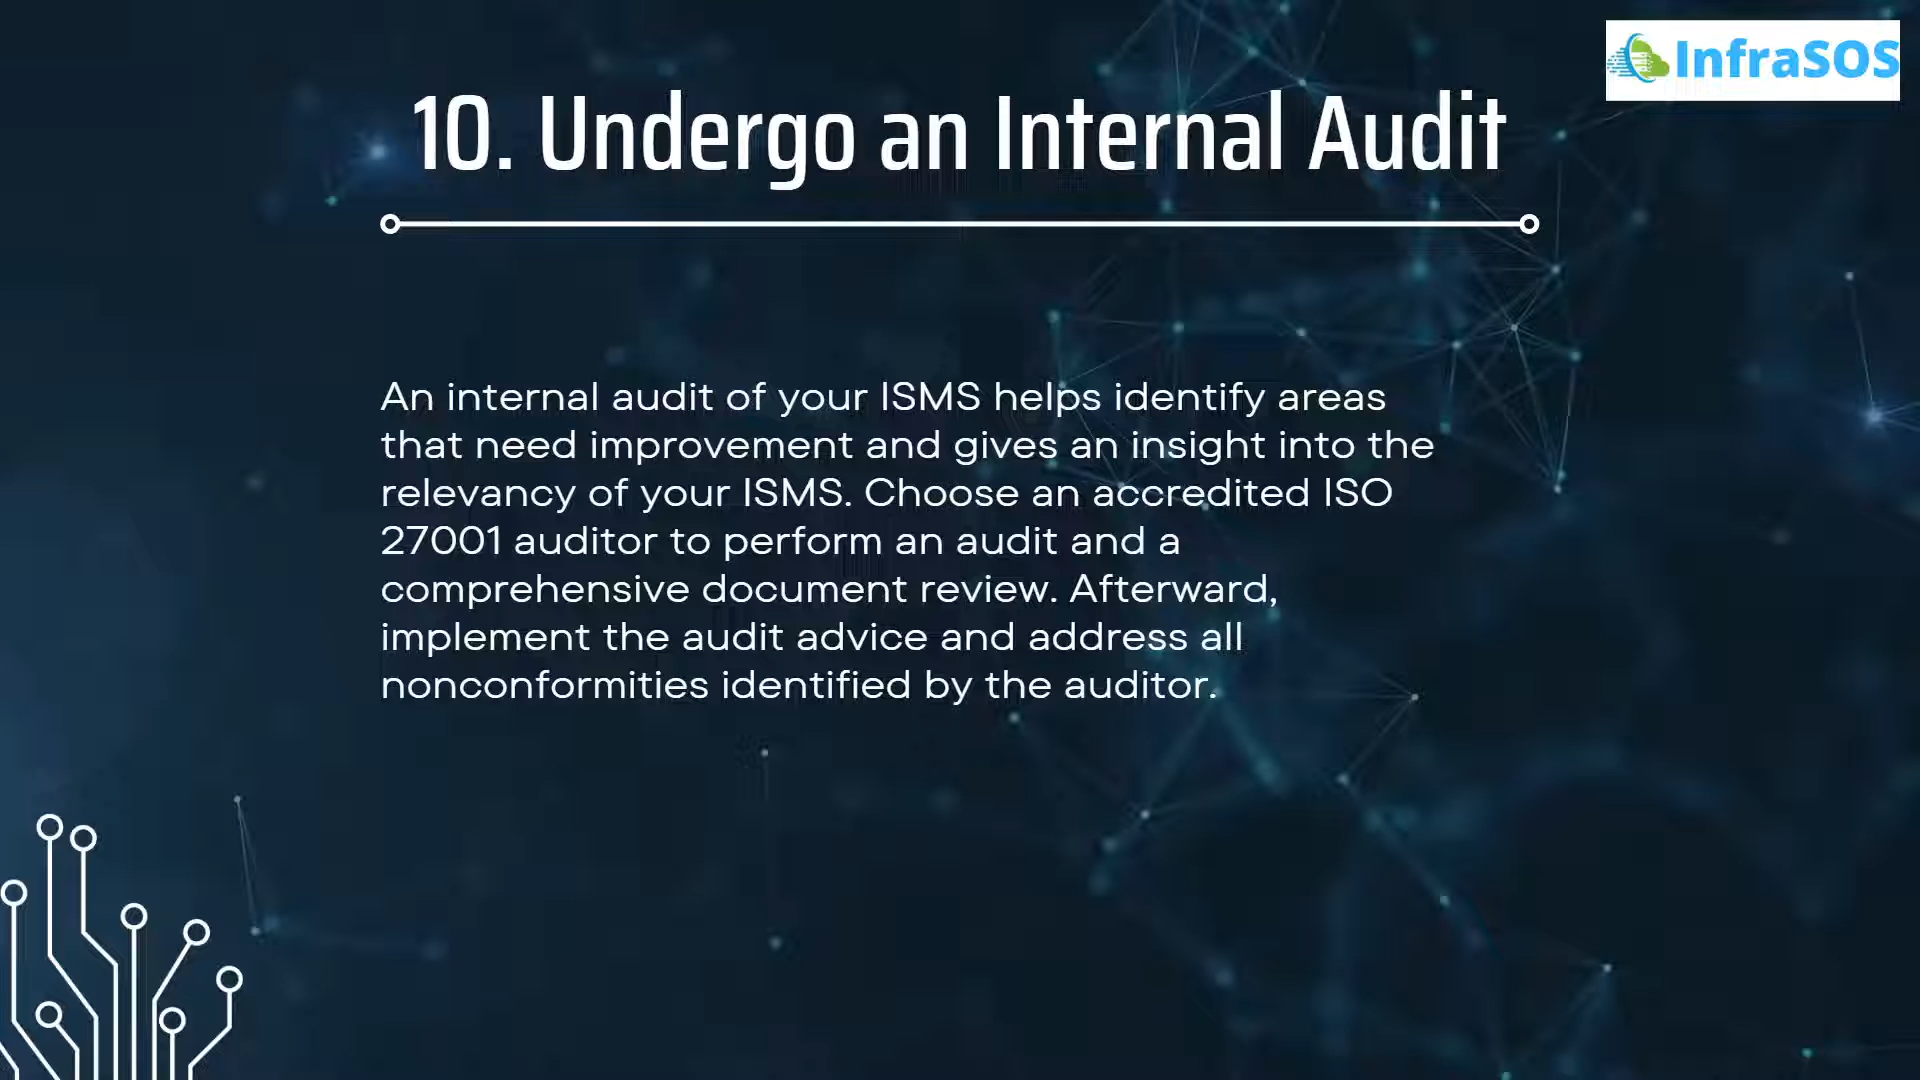 InfraSOS
10. Undergo an Internal Audit
An internal audit of your ISMS helps identify areas
that need improvement and gives an insight into the
relevancy of your ISMS. Choose an accredited ISO
27001 auditor to perform an audit and a
comprehensive document review. Afterward,
implement the audit advice and address all
nonconformities identified by the auditor.